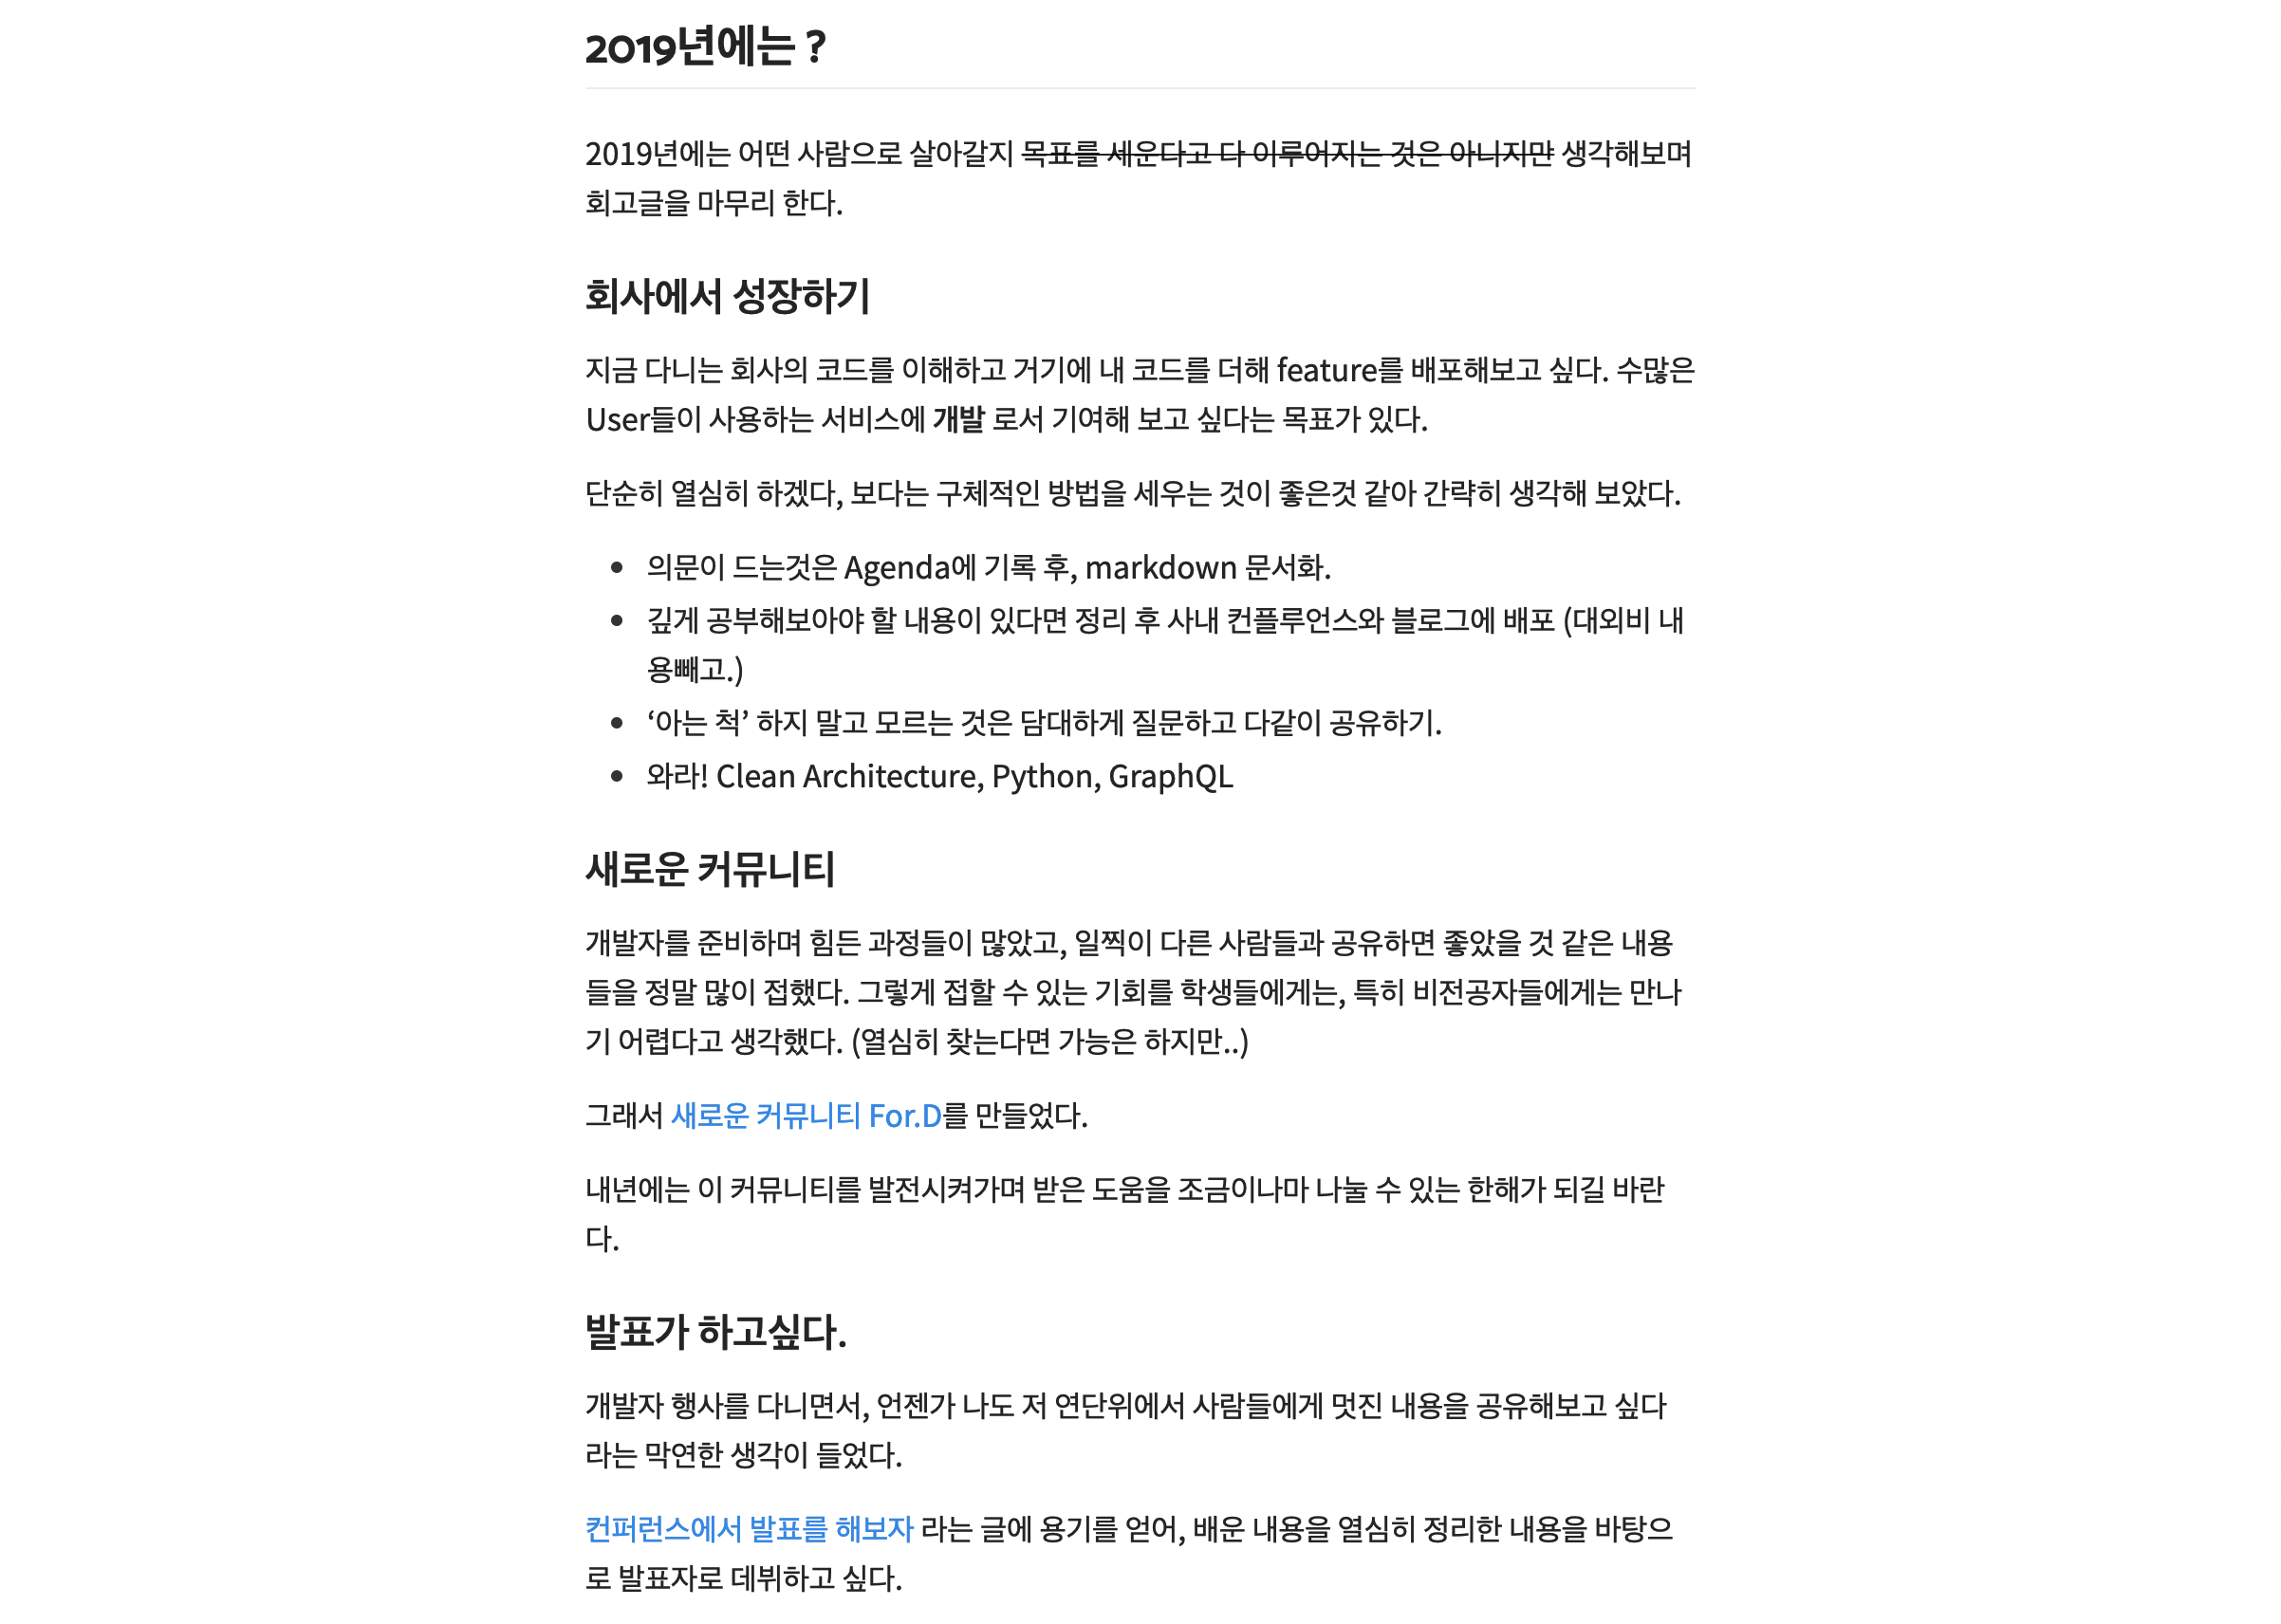 2019년에는 ?
2019년에는 어떤 사람으로 살아갈지 목표를 세운다고 다 이루어지는 것은 아니지만 생각해보며
회고글을 마무리 한다.
회사에서 성장하기
지금 다니는 회사의 코드를 이해하고 거기에 내 코드를 더해 feature를 배포해보고 싶다. 수많은
User들이 사용하는 서비스에 개발 로서 기여해 보고 싶다는 목표가 있다.
단순히 열심히 하겠다, 보다는 구체적인 방법을 세우는 것이 좋은것 같아 간략히 생각해 보았다.
• 의문이 드는것은 Agenda에 기록 후, markdown 문서화.
• 깊게 공부해보아야 할 내용이 있다면 정리 후 사내 컨플루언스와 블로그에 배포 (대외비 내
용빼고.)
• ‘아는 척’ 하지 말고 모르는 것은 담대하게 질문하고 다같이 공유하기.
• 와라! Clean Architecture, Python, GraphQL
새로운 커뮤니티
개발자를 준비하며 힘든 과정들이 많았고, 일찍이 다른 사람들과 공유하면 좋았을 것 같은 내용
들을 정말 많이 접했다. 그렇게 접할 수 있는 기회를 학생들에게는, 특히 비전공자들에게는 만나
기 어렵다고 생각했다. (열심히 찾는다면 가능은 하지만..)
그래서 새로운 커뮤니티 For.D를 만들었다.
내년에는 이 커뮤니티를 발전시켜가며 받은 도움을 조금이나마 나눌 수 있는 한해가 되길 바란
다.
발표가 하고싶다.
개발자 행사를 다니면서, 언젠가 나도 저 연단위에서 사람들에게 멋진 내용을 공유해보고 싶다
라는 막연한 생각이 들었다.
컨퍼런스에서 발표를 해보자 라는 글에 용기를 얻어, 배운 내용을 열심히 정리한 내용을 바탕으
로 발표자로 데뷔하고 싶다.